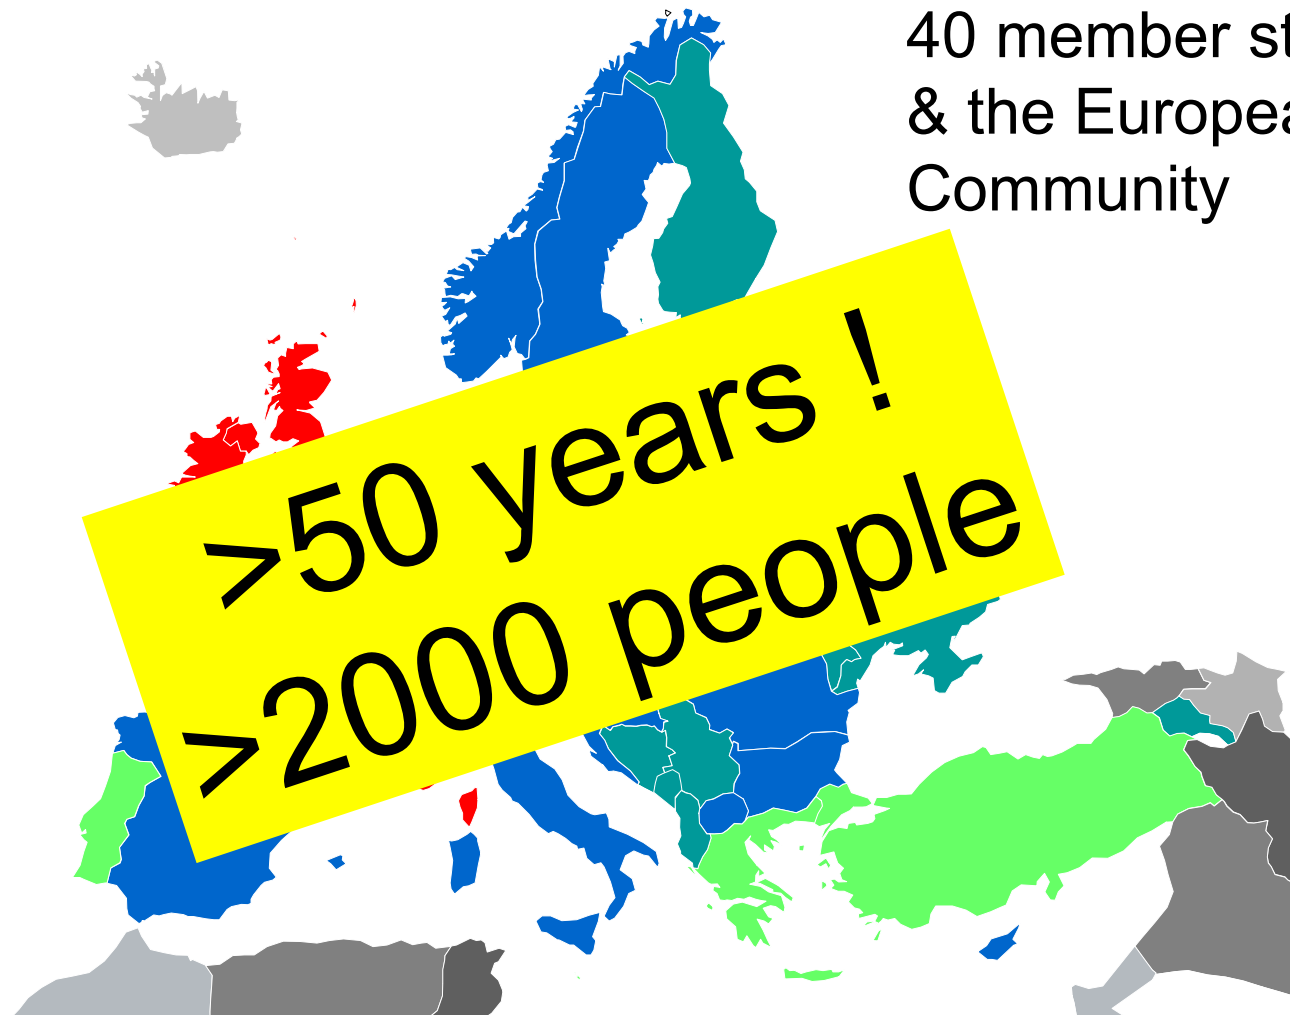 40 member st
& the Europea
Community
>50 years !
>2000 people